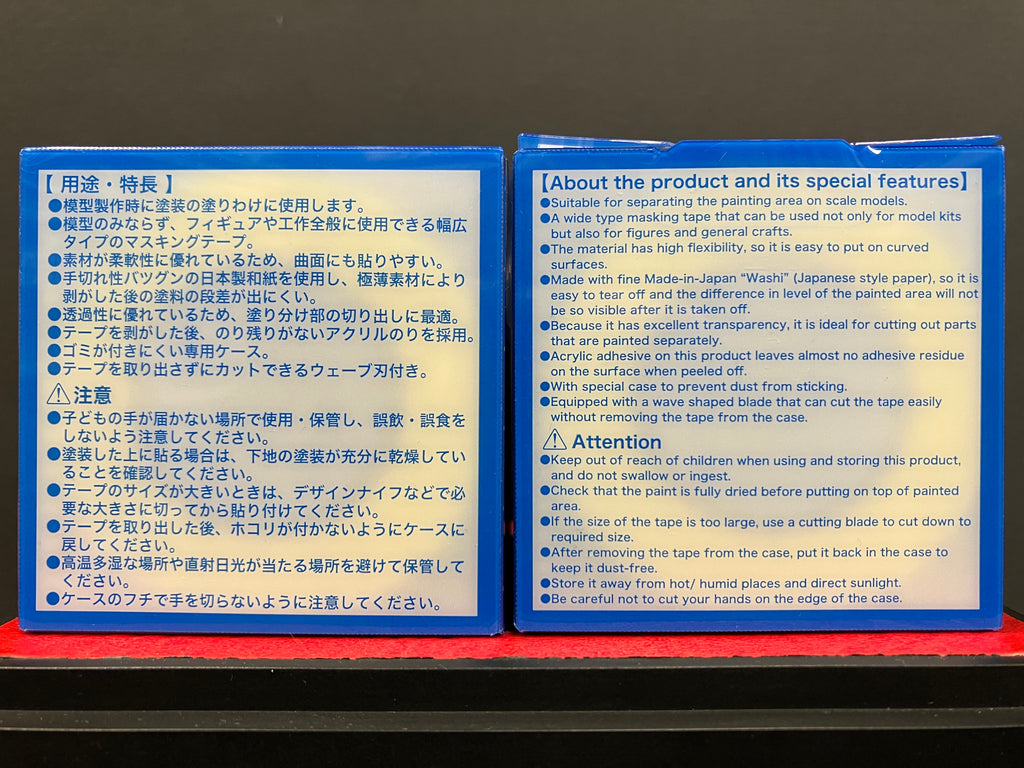 【 用途・特長 】
●模型製作時に塗装の塗りわけに使用します。
●模型のみならず、フィギュアや工作全般に使用できる幅広
タイプのマスキングテープ。
●素材が柔軟性に優れているため、曲面にも貼りやすい。
●手切れ性バツグンの日本製和紙を使用し、極薄素材により
剥がした後の塗料の段差が出にくい。
●透過性に優れているため、塗り分け部の切り出しに最適。
●テープを剥がした後、のり残りがないアクリルのりを採用。
●ゴミが付きにくい専用ケース。
●テープを取り出さずにカットできるウェーブ刃付き。
⚠注意
●子どもの手が届かない場所で使用・保管し、誤飲・誤食を
しないよう注意してください。
●塗装した上に貼る場合は、下地の塗装が充分に乾燥してい
ることを確認してください。
●テープのサイズが大きいときは、デザインナイフなどで必
要な大きさに切ってから貼り付けてください。
●テープを取り出した後、ホコリが付かないようにケースに
戻してください。
●高温多湿な場所や直射日光が当たる場所を避けて保管して
ください。
●ケースのフチで手を切らないように注意してください。
【About the product and its special features】
●Suitable for separating the painting area on scale models.
●A wide type masking tape that can be used not only for model kits
but also for figures and general crafts.
●The material has high flexibility, so it is easy to put on curved
surfaces.
●Made with fine Made-in-Japan “Washi” (Japanese style paper), so it is
easy to tear off and the difference in level of the painted area will not
be so visible after it is taken off.
●Because it has excellent transparency, it is ideal for cutting out parts
that are painted separately.
●Acrylic adhesive on this product leaves almost no adhesive residue
on the surface when peeled off.
●With special case to prevent dust from sticking.
●Equipped with a wave shaped blade that can cut the tape easily
without removing the tape from the case.
⚠Attention
●Keep out of reach of children when using and storing this product,
and do not swallow or ingest.
●Check that the paint is fully dried before putting on top of painted
area.
●If the size of the tape is too large, use a cutting blade to cut down to
required size.
●After removing the tape from the case, put it back in the case to
keep it dust-free.
●Store it away from hot/ humid places and direct sunlight.
●Be careful not to cut your hands on the edge of the case.